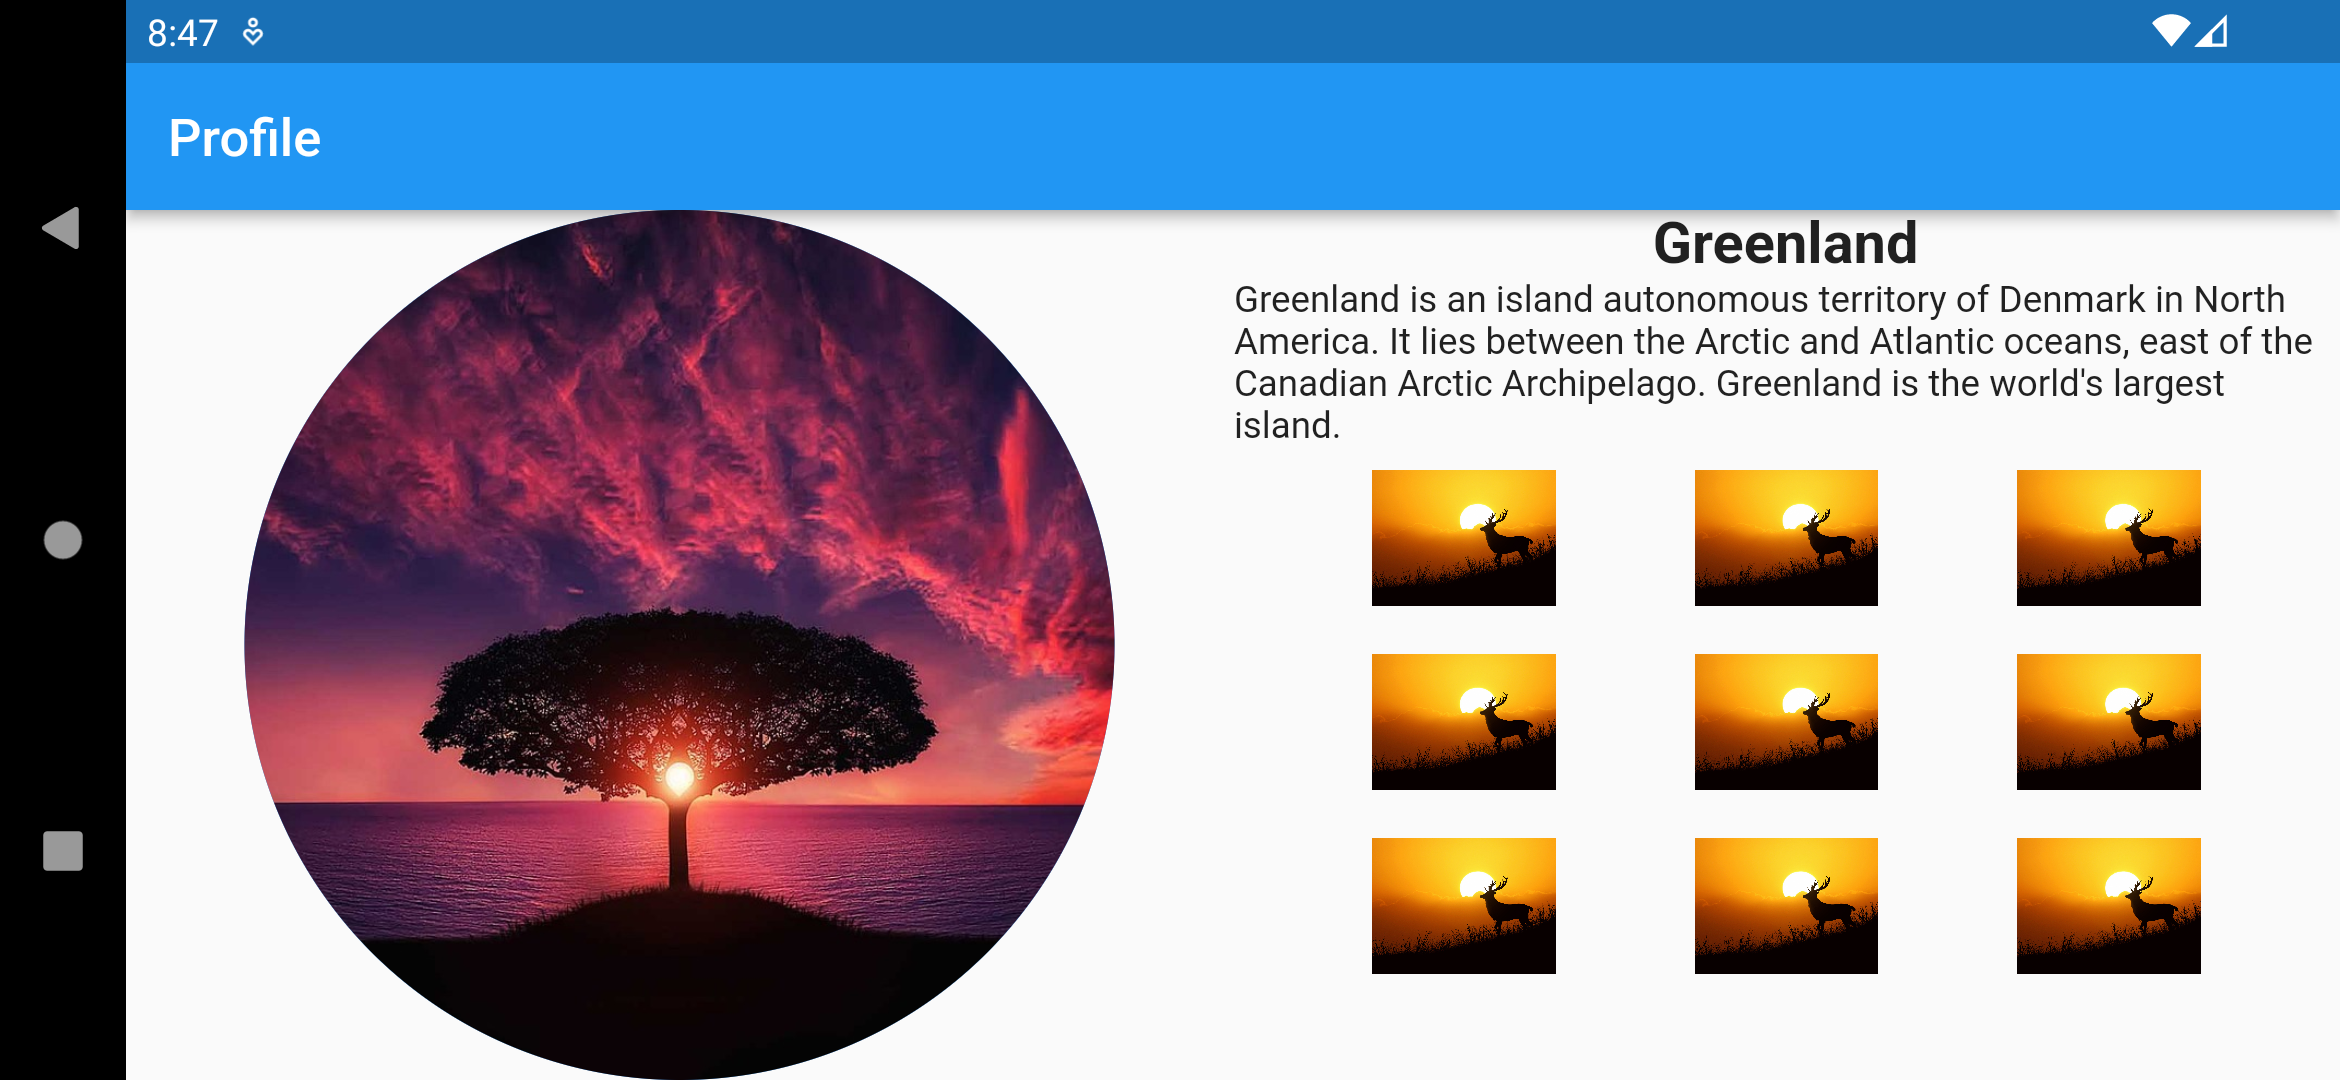 8:47
Profile
Greenland
Greenland is an island autonomous territory of Denmark in North
America. It lies between the Arctic and Atlantic oceans, east of the
Canadian Arctic Archipelago. Greenland is the world's largest
island.